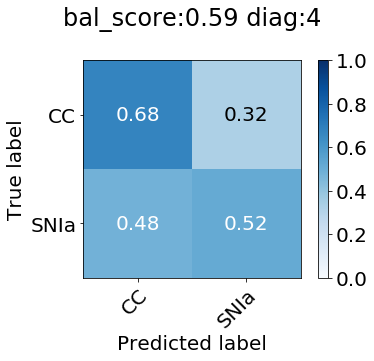 bal_score:0.59 diag:4
1.0
CC 0.68 0.32 0.8
0.6
True label
0.4
SNIa 0.48 0.52 0.2
0.0
CC SNIa
Predicted label